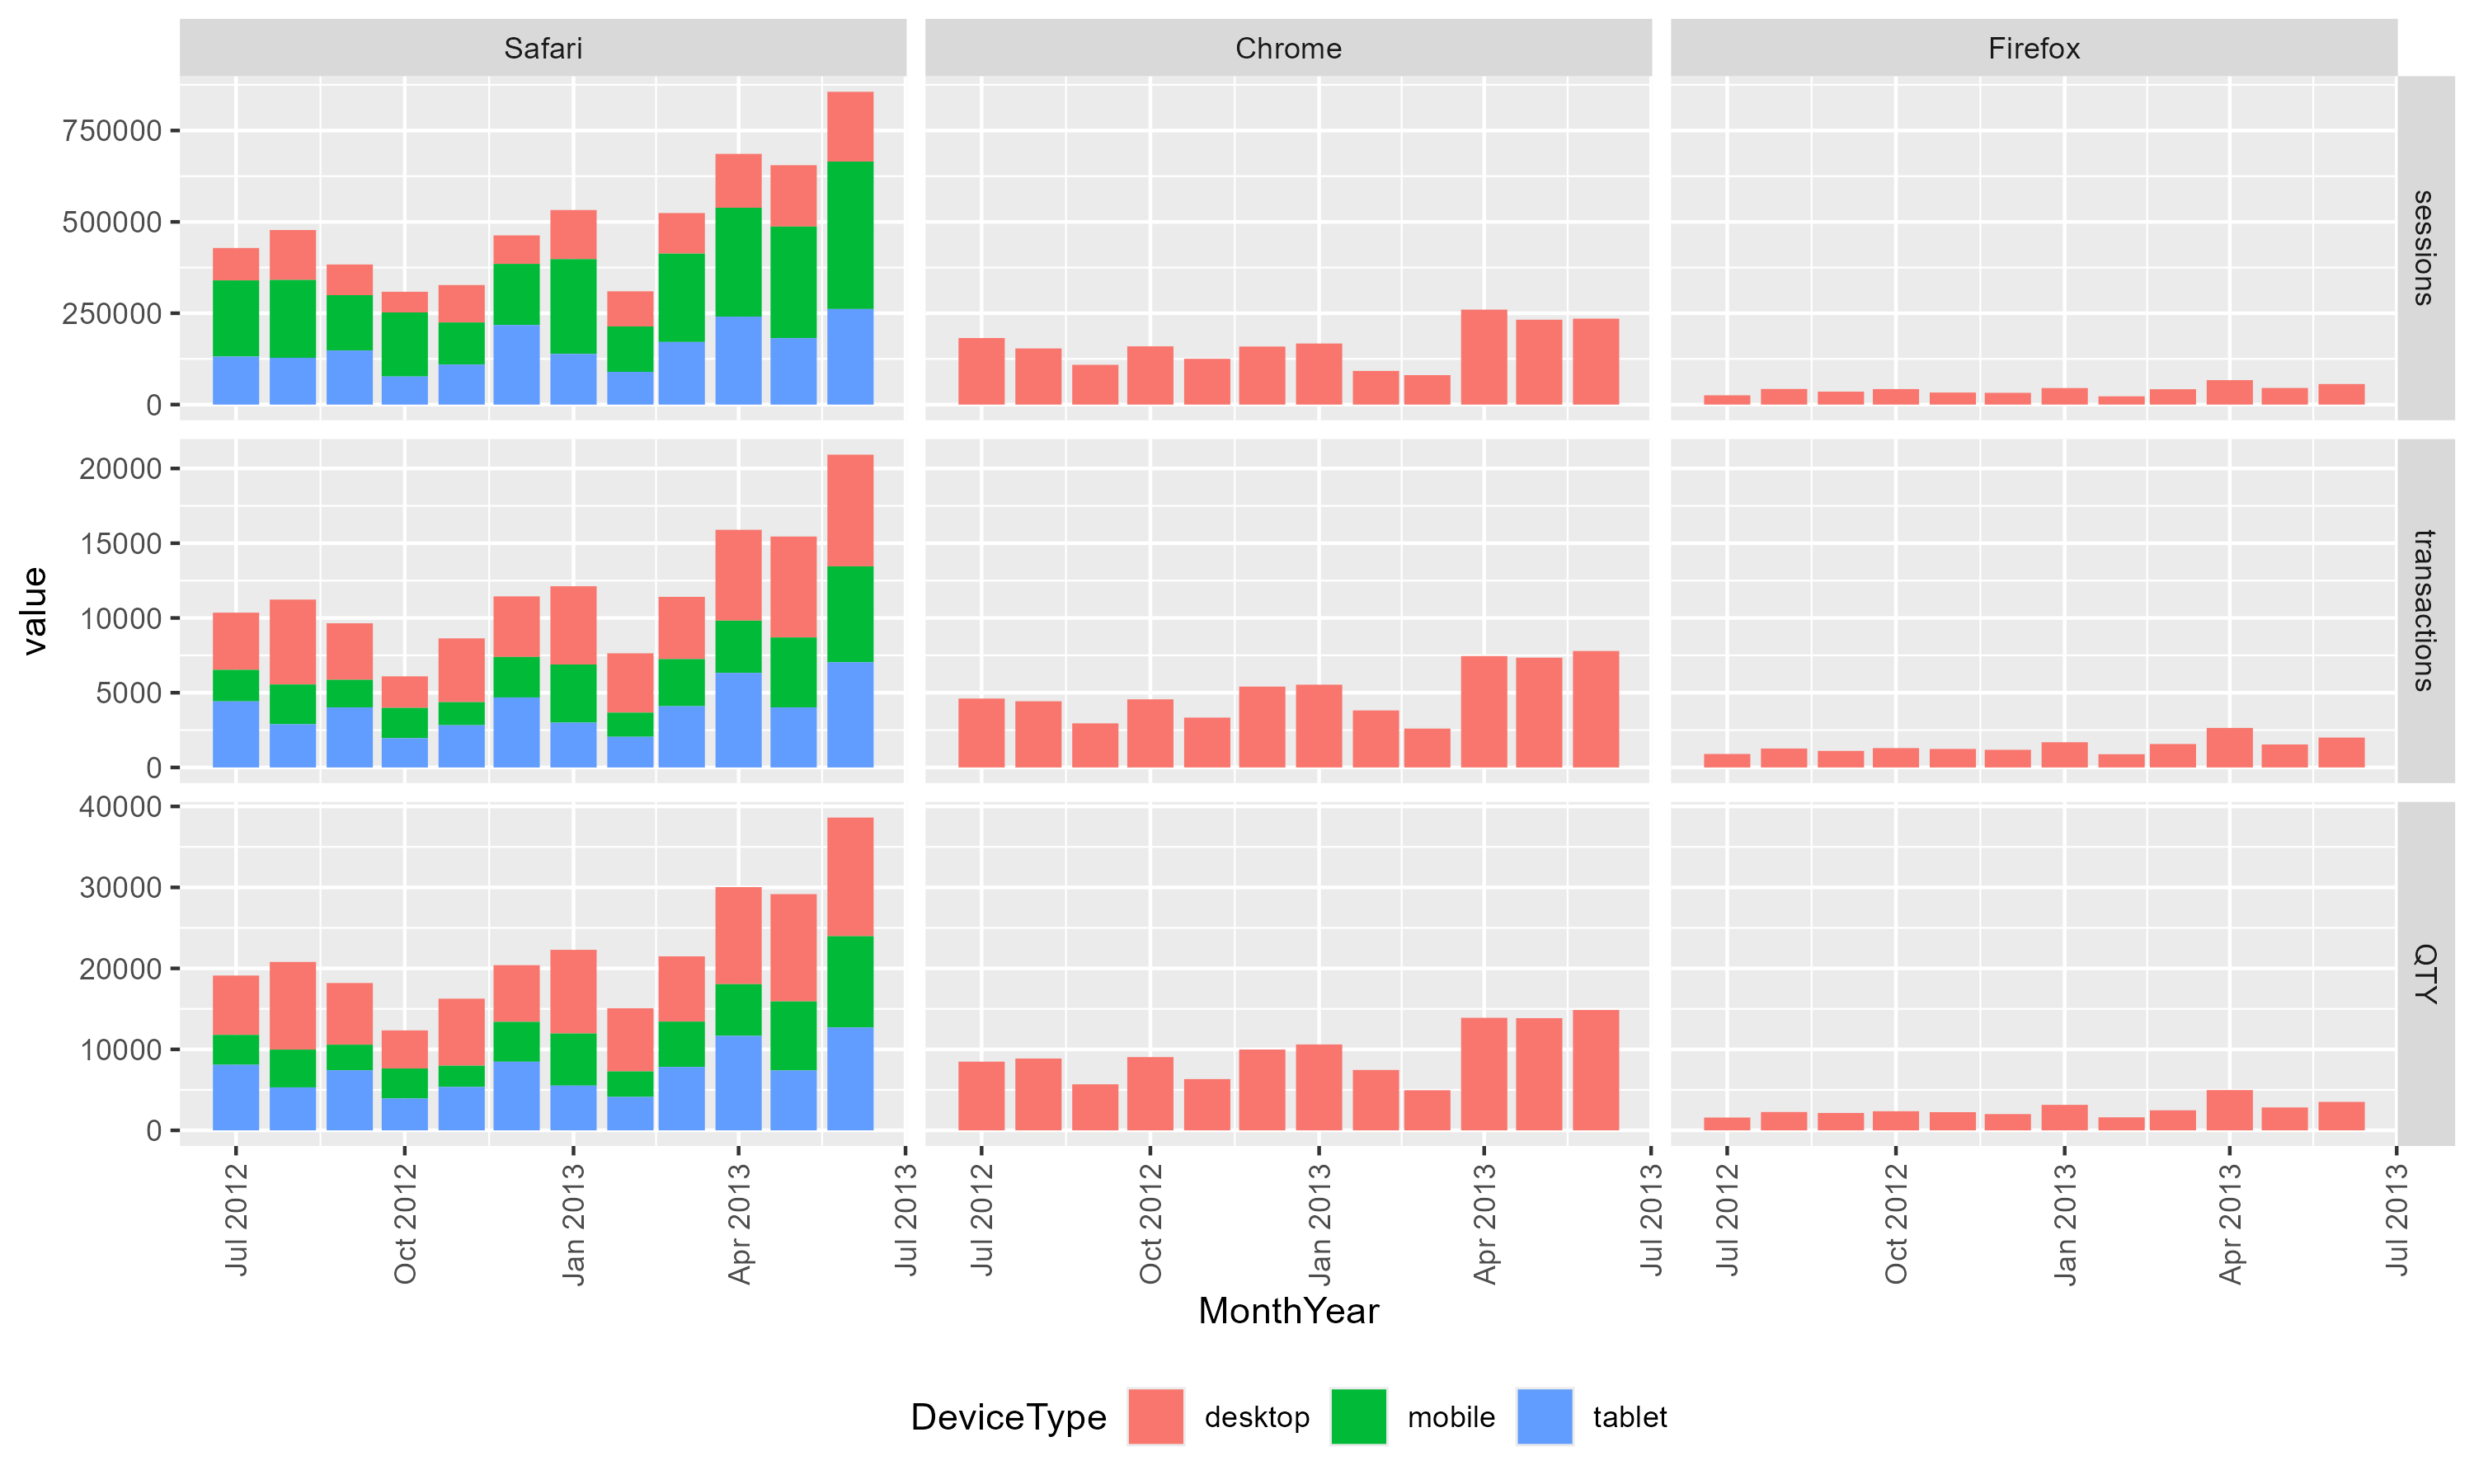 Safari Chrome Firefox
750000
500000
250000
0
sessions
20000
15000
10000
5000
0
transactions
40000
30000
20000
10000
0
QTY
value
Jul 2012 Oct 2012 Jan 2013 Apr 2013 Jul 2013 Jul 2012 Oct 2012 Jan 2013 Apr 2013 Jul 2013 Jul 2012 Oct 2012 Jan 2013 Apr 2013 Jul 2013
MonthYear
DeviceType desktop mobile tablet